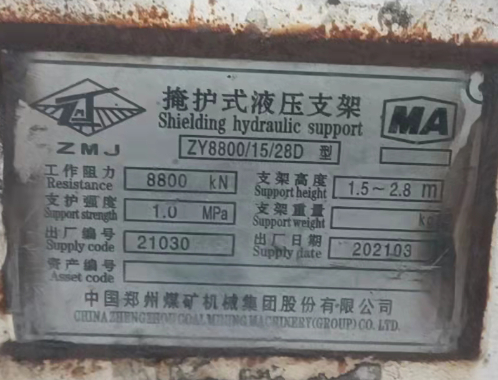 掩护式液压支架
Shielding hydraulic support
MA
ZMJ
ZY8800/15/28D 型
工作阻力 8800 kN
Resistance
支架高度 1.5~2.8 m
Support height
支护强度 1.0 MPa
Support strength
支架重量 kg
Support weight
出厂编号 21030
Supply code
出厂日期 202103
Supply date
资产编号
Asset code
中国郑州煤矿机械集团股份有限公司
CHINA ZHENGZHOU COAL MINING MACHINERY(GROUP) CO. LTD.